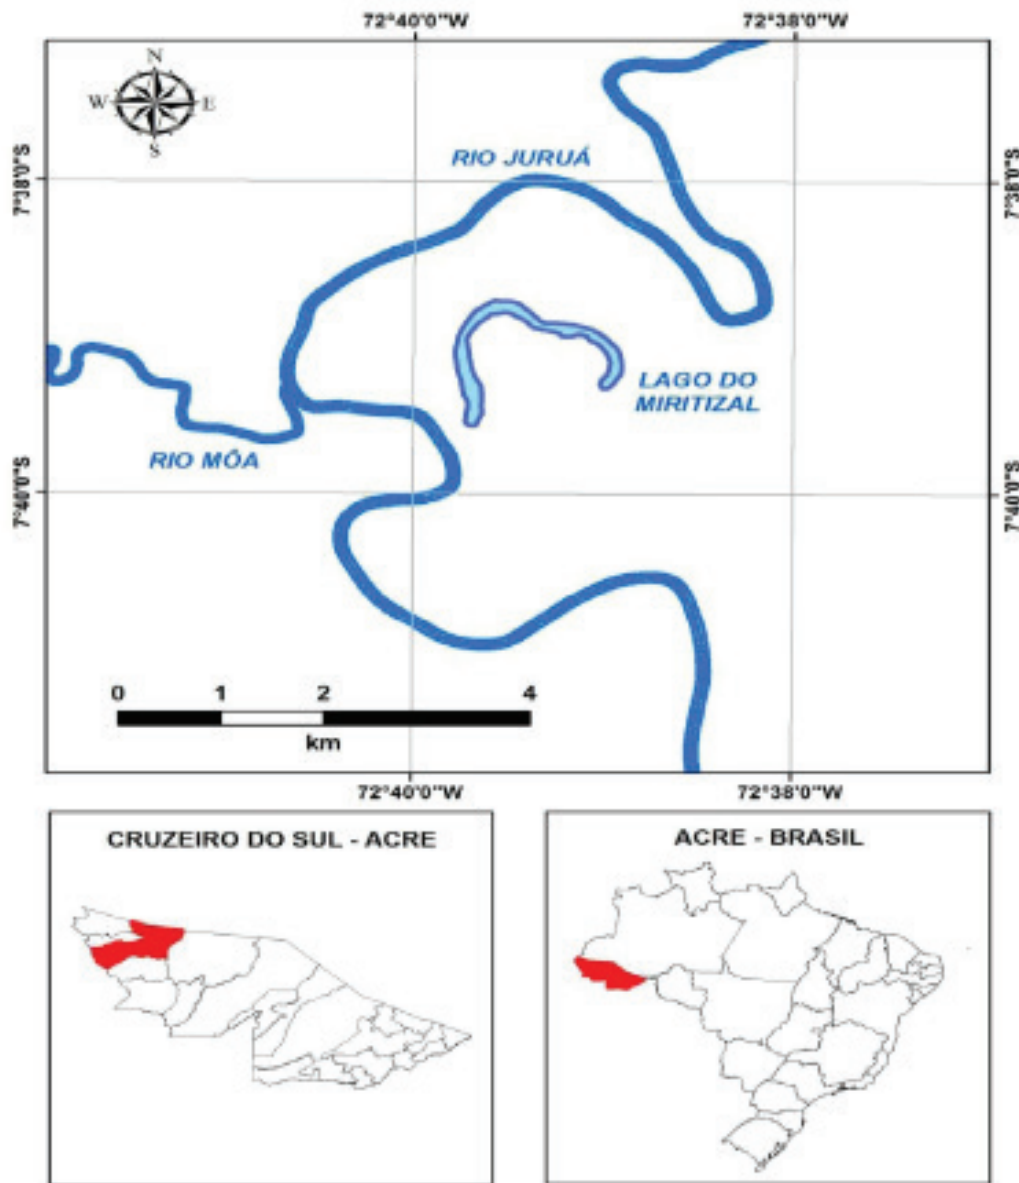 72°40'0"W
72°38'0"W
N
W
E
S
RIO JURUÁ
7°38'0"S
7°38'0"S
LAGO DO
MIRITIZAL
RIO MÔA
7°40'0"S
7°40'0"S
0 1 2 4
km
72°40'0"W
72°38'0"W
CRUZEIRO DO SUL - ACRE
ACRE - BRASIL